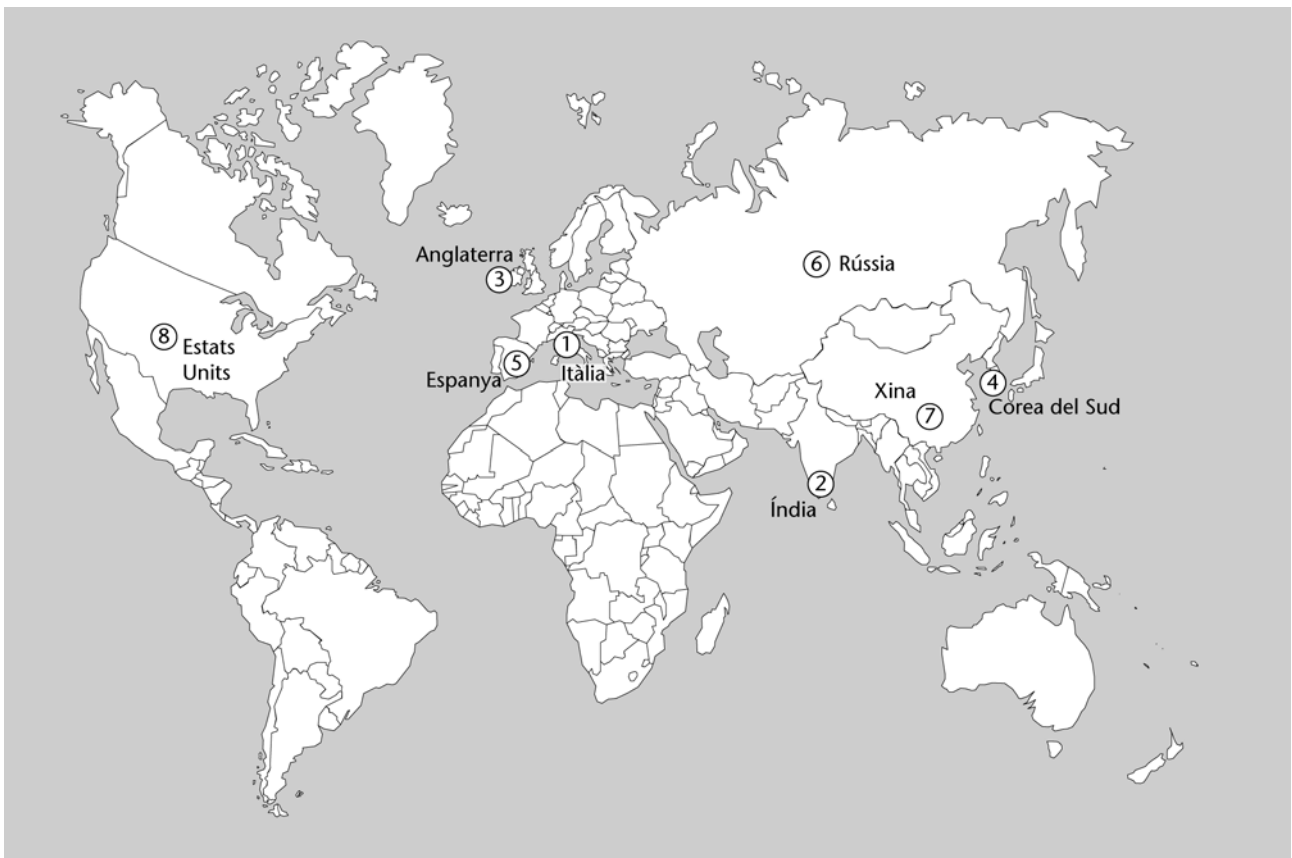 Anglaterra
3
6 Rússia
8 Estats
Units
1
Itàlia
5
Espanya
Xina
7
4
Corea del Sud
2
Índia